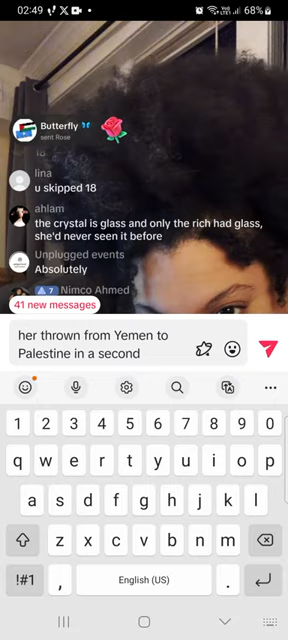 02:49
68%
Butterfly
sent Rose
18
lina
u skipped 18
ahlam
the crystal is glass and only the rich had glass,
she'd never seen it before
Unplugged events
Absolutely
7 Nimco Ahmed
41 new messages
her thrown from Yemen to
Palestine in a second
1 2 3 4 5 6 7 8 9 0
q w e r t y u i o p
a s d f g h j k l
z x c v b n m
!#1 , English (US) .